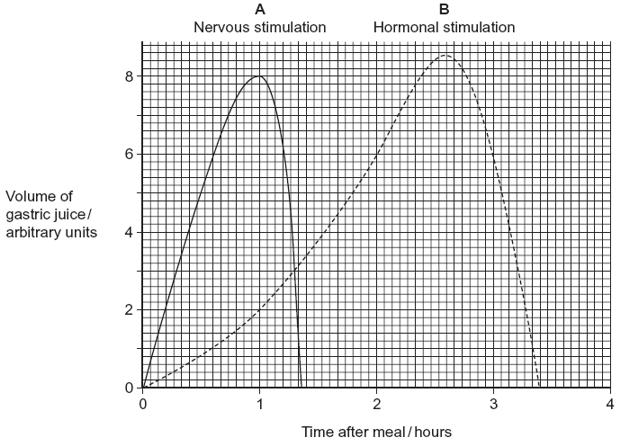 A
Nervous stimulation
B
Hormonal stimulation
Volume of
gastric juice /
arbitrary units
8
6
4
2
0
0 1 2 3 4
Time after meal / hours